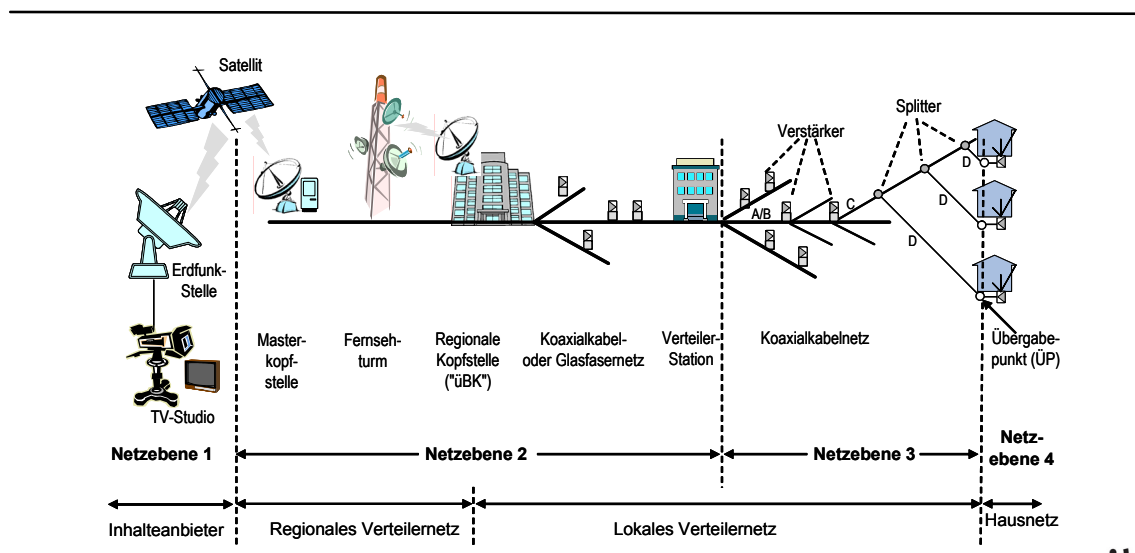 Satellit
Splitter
Verstärker
D
A/B
C
D
D
Erdfunk-
Stelle
Master-
kopf-
stelle
Fernseh-
turm
Regionale
Kopfstelle
("üBK")
Koaxialkabel-
oder Glasfasernetz
Verteiler-
Station
Koaxialkabelnetz
Übergabe-
punkt (ÜP)
TV-Studio
Netzebene 1
Netzebene 2
Netzebene 3
Netz-
ebene 4
Inhalteanbieter
Regionales Verteilernetz
Lokales Verteilernetz
Hausnetz